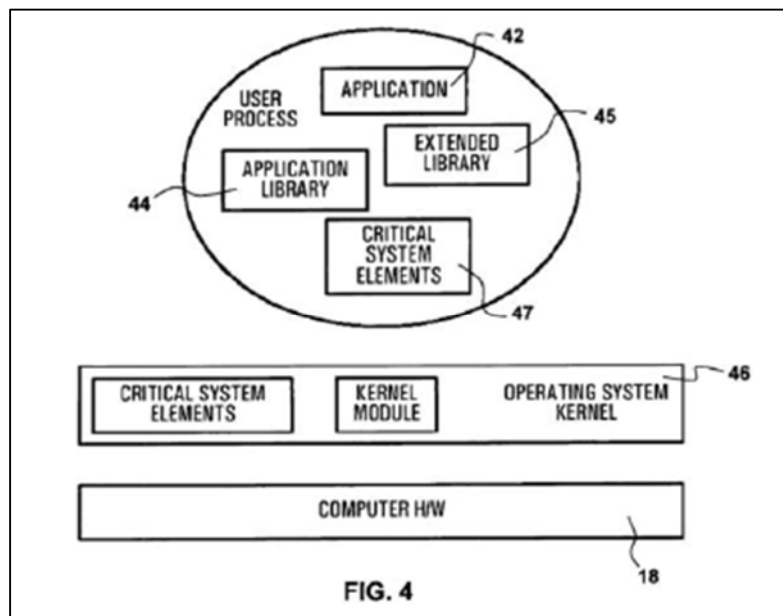 42
APPLICATION
USER
PROCESS
45
EXTENDED
LIBRARY
APPLICATION
LIBRARY
44
CRITICAL
SYSTEM
ELEMENTS
47
46
CRITICAL SYSTEM
ELEMENTS
KERNEL
MODULE
OPERATING SYSTEM
KERNEL
COMPUTER H/W
18
FIG. 4